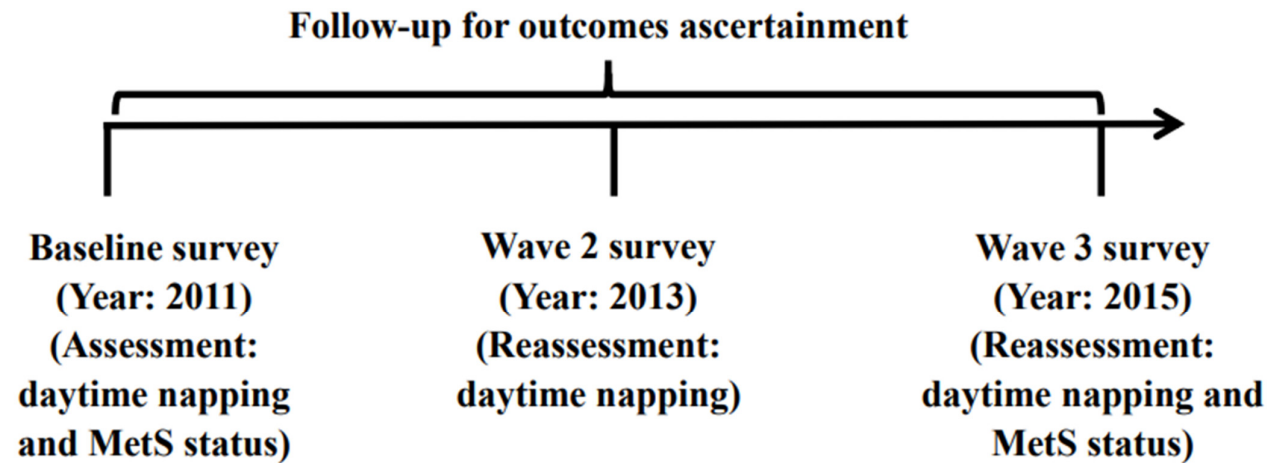 Follow-up for outcomes ascertainment
Baseline survey
(Year: 2011)
(Assessment:
daytime napping
and MetS status)
Wave 2 survey
(Year: 2013)
(Reassessment:
daytime napping)
Wave 3 survey
(Year: 2015)
(Reassessment:
daytime napping and
MetS status)